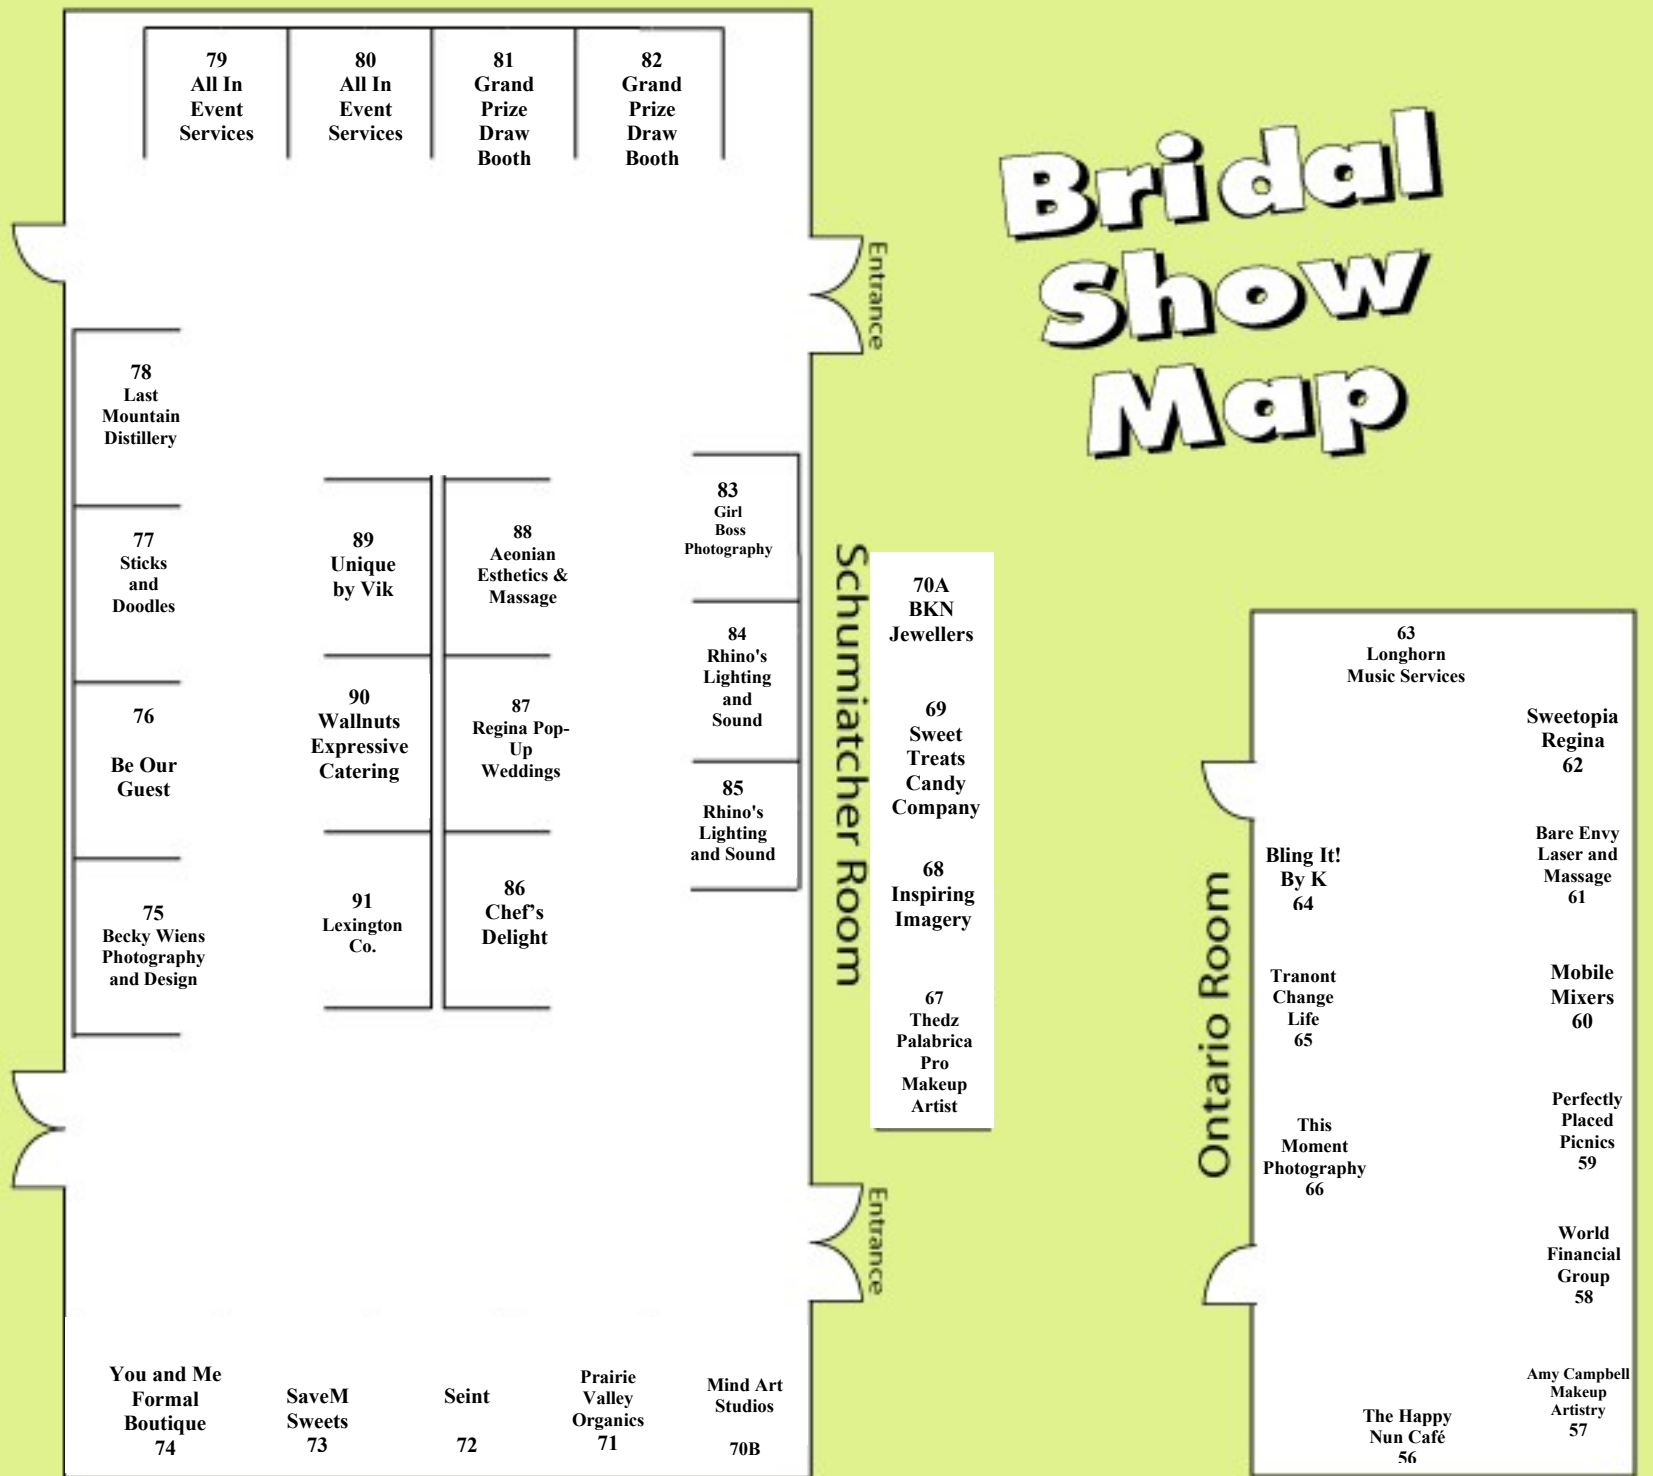 79
All In
Event
Services
80
All In
Event
Services
81
Grand
Prize
Draw
Booth
82
Grand
Prize
Draw
Booth
Bridal
Show
Map
Entrance
78
Last
Mountain
Distillery
77
Sticks
and
Doodles
76
Be Our
Guest
75
Becky Wiens
Photography
and Design
89
Unique
by Vik
90
Wallnuts
Expressive
Catering
91
Lexington
Co.
88
Aeonian
Esthetics &
Massage
87
Regina Pop-
Up
Weddings
86
Chef's
Delight
83
Girl
Boss
Photography
84
Rhino's
Lighting
and
Sound
85
Rhino's
Lighting
and Sound
Schumiatcher Room
70A
BKN
Jewellers
69
Sweet
Treats
Candy
Company
68
Inspiring
Imagery
67
Thedz
Palabrica
Pro
Makeup
Artist
Entrance
You and Me
Formal
Boutique
74
SaveM
Sweets
73
Seint
72
Prairie
Valley
Organics
71
Mind Art
Studios
70B
Ontario Room
63
Longhorn
Music Services
Sweetopia
Regina
62
Bare Envy
Laser and
Massage
61
Mobile
Mixers
60
Perfectly
Placed
Picnics
59
World
Financial
Group
58
Amy Campbell
Makeup
Artistry
57
Bling It!
By K
64
Tranont
Change
Life
65
This
Moment
Photography
66
The Happy
Nun Café
56